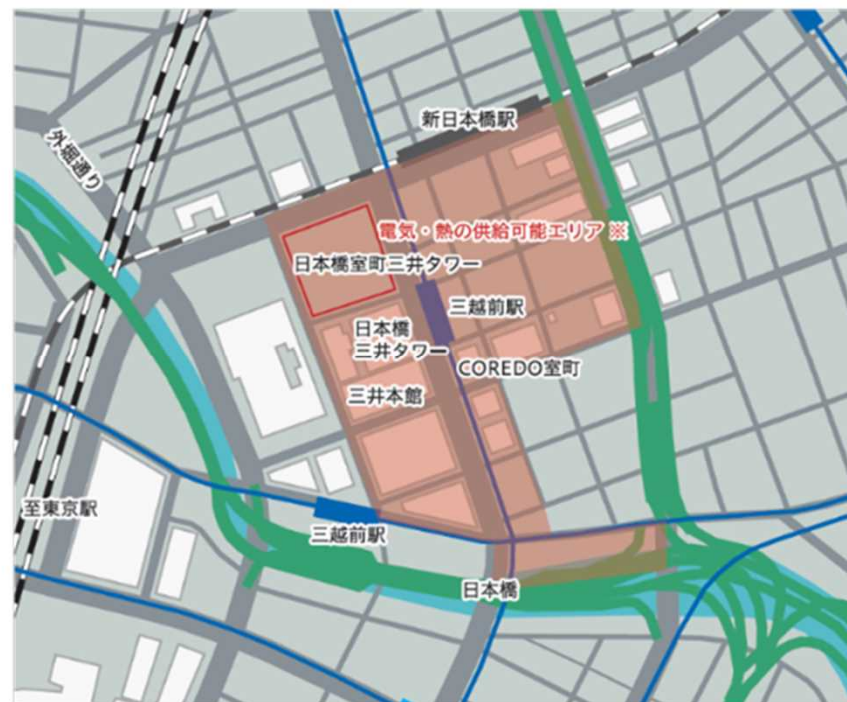 新日本橋駅
外堀通り
電気・熱の供給可能エリア ※
日本橋室町三井タワー
三越前駅
日本橋
三井タワー
COREDO室町
三井本館
至東京駅
三越前駅
日本橋